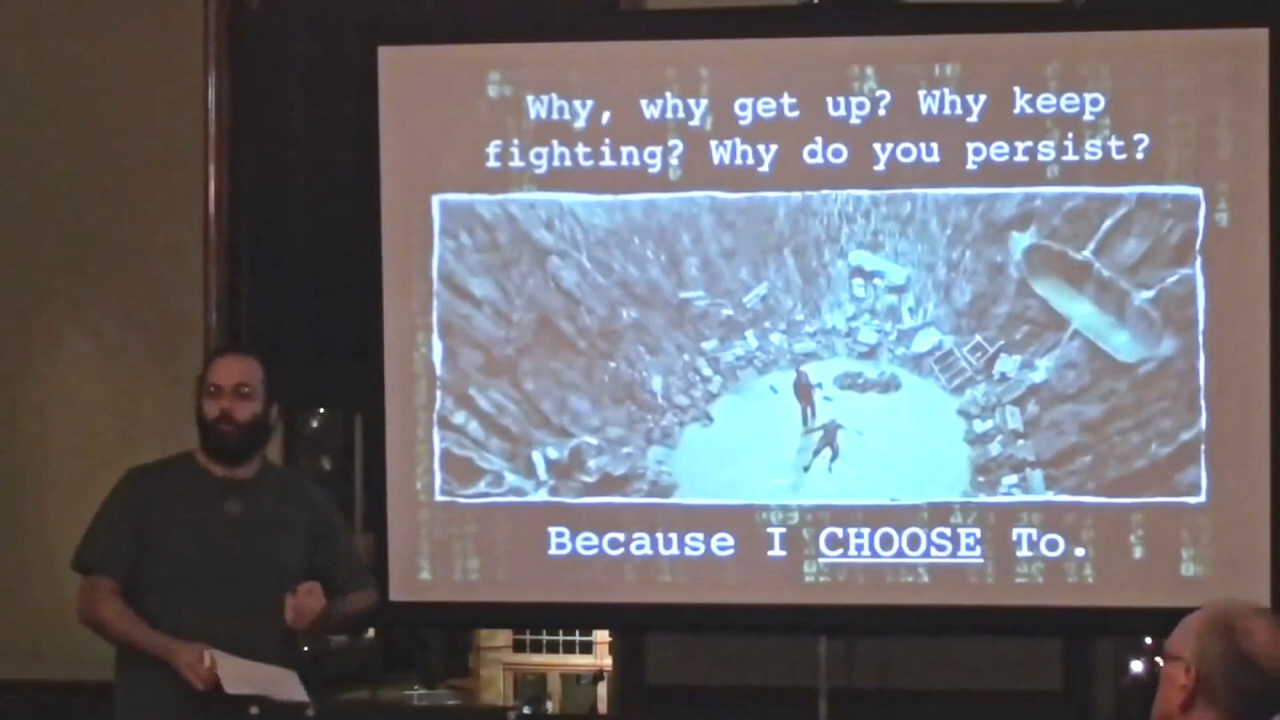 Why, why get up? Why keep
fighting? Why do you persist?
Because I CHOOSE To.